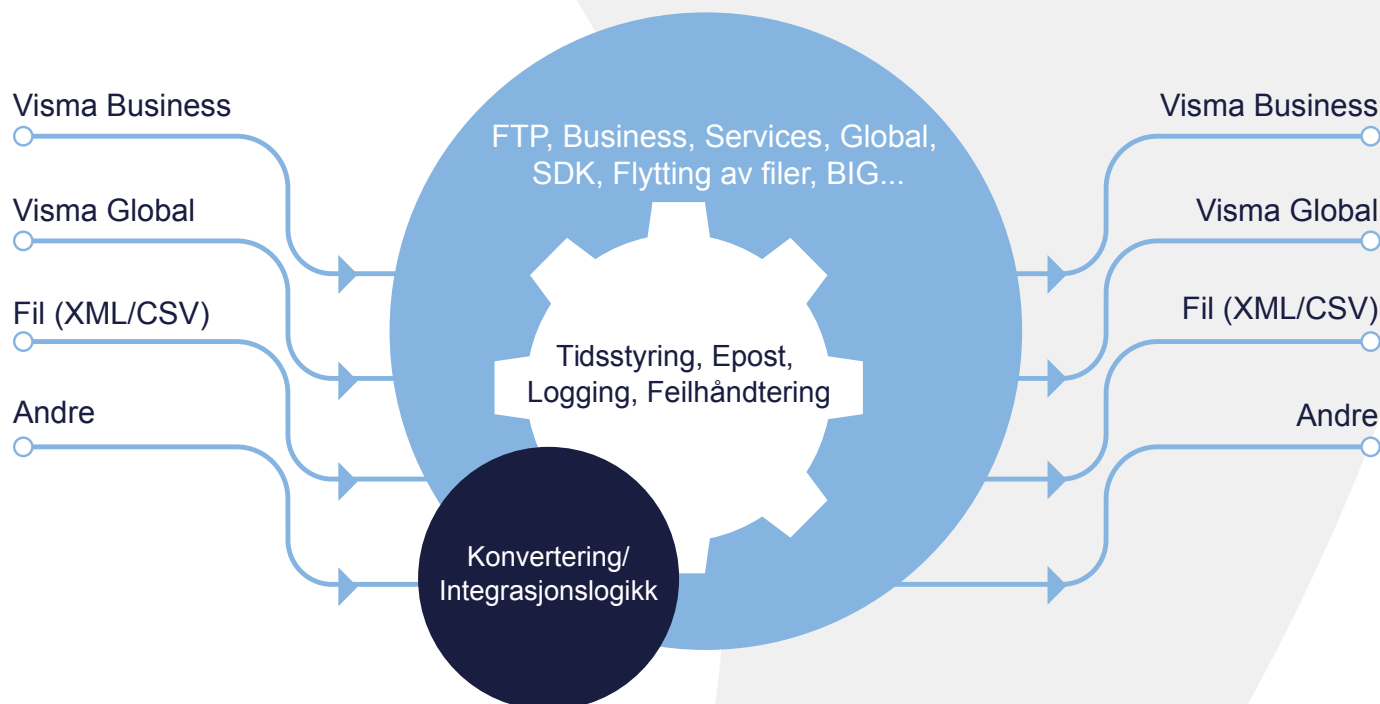 Visma Business
Visma Global
Fil (XML/CSV)
Andre
FTP, Business, Services, Global,
SDK, Flytting av filer, BIG...
Tidsstyring, Epost,
Logging, Feilhåndtering
Konvertering/
Integrasjonslogikk
Visma Business
Visma Global
Fil (XML/CSV)
Andre